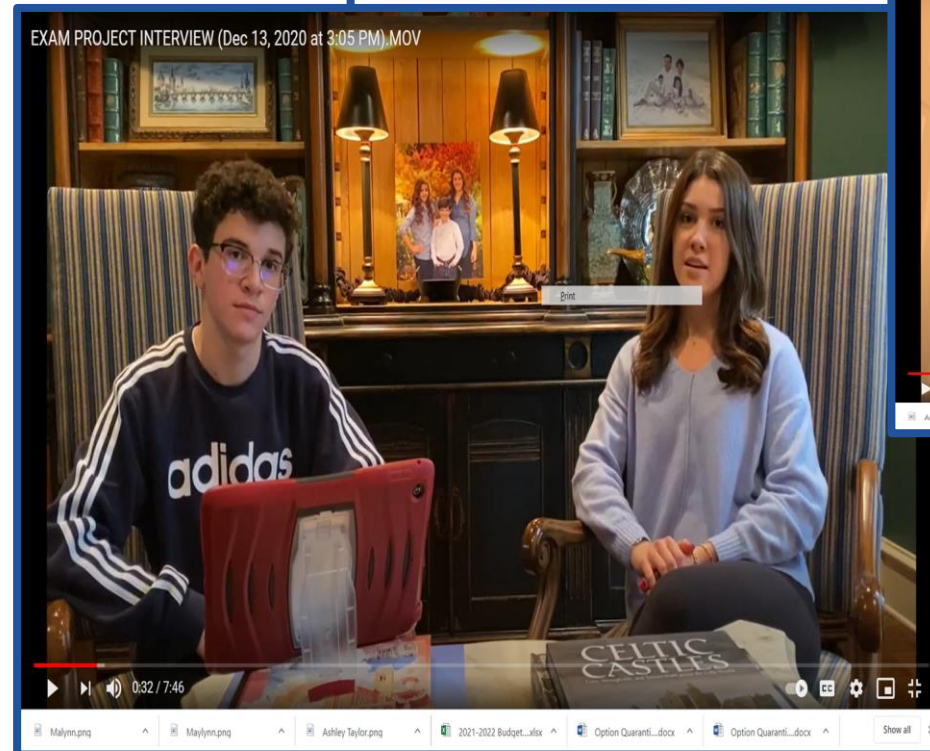 EXAM PROJECT INTERVIEW (Dec 13, 2020 at 3:05 PM).MOV
Print
adidas
CELTIC
CASTLES
0:32 / 7:46
CC
Malynn.png
Maylynn.png
Ashley Taylor.png
2021-2022 Budget....xlsx
Option Quaranti....docx
Option Quaranti....docx
Show all